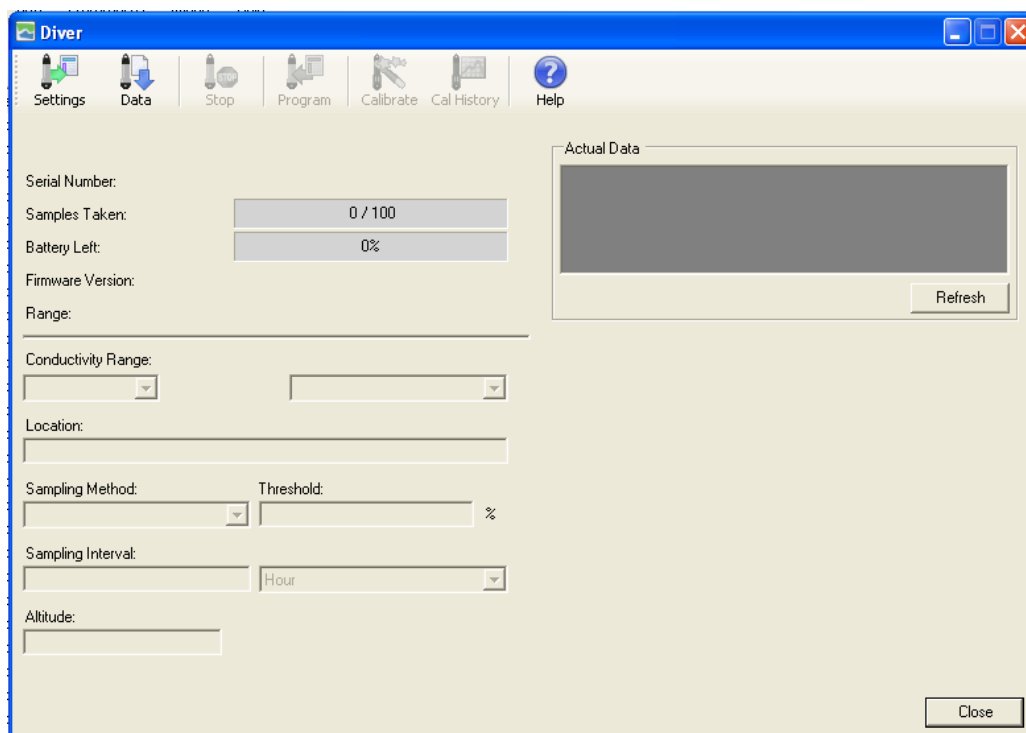 Diver
Settings Data Stop Program Calibrate Cal History Help
STOP
Actual Data
Serial Number:
Samples Taken: 0 / 100
Battery Left: 0%
Firmware Version:
Refresh
Range:
Conductivity Range:
Location:
Sampling Method: Threshold:
%
Sampling Interval:
Hour
Altitude:
Close